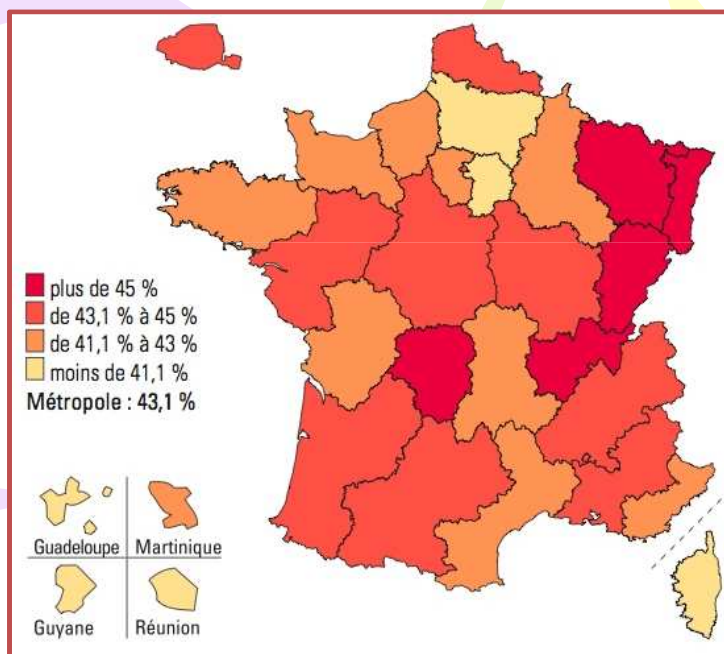 plus de 45 %
de 43,1 % à 45 %
de 41,1 % à 43 %
moins de 41,1 %
Métropole : 43,1 %
Guadeloupe
Martinique
Guyane
Réunion